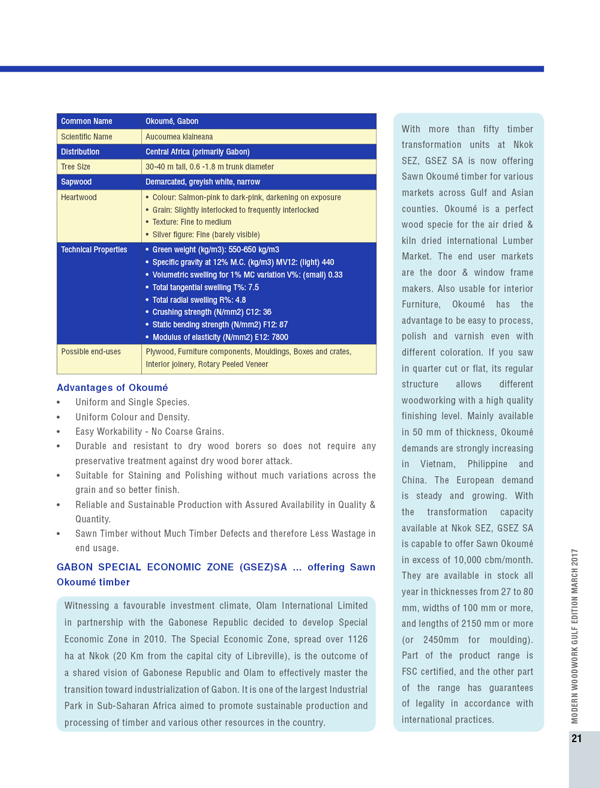 Common Name Okoumé, Gabon
Scientific Name Aucoumea klaineana
Distribution Central Africa (primarily Gabon)
Tree Size 30-40 m tall, 0.6 -1.8 m trunk diameter
Sapwood Demarcated, greyish white, narrow
Heartwood • Colour: Salmon-pink to dark-pink, darkening on exposure
• Grain: Slightly interlocked to frequently interlocked
• Texture: Fine to medium
• Silver figure: Fine (barely visible)
Technical Properties • Green weight (kg/m3): 550-650 kg/m3
• Specific gravity at 12% M.C. (kg/m3) MV12: (light) 440
• Volumetric swelling for 1% MC variation V%: (small) 0.33
• Total tangential swelling T%: 7.5
• Total radial swelling R%: 4.8
• Crushing strength (N/mm2) C12: 36
• Static bending strength (N/mm2) F12: 87
• Modulus of elasticity (N/mm2) E12: 7800
Possible end-uses Plywood, Furniture components, Mouldings, Boxes and crates,
Interior joinery, Rotary Peeled Veneer
Advantages of Okoumé
• Uniform and Single Species.
• Uniform Colour and Density.
• Easy Workability - No Coarse Grains.
• Durable and resistant to dry wood borers so does not require any
preservative treatment against dry wood borer attack.
• Suitable for Staining and Polishing without much variations across the
grain and so better finish.
• Reliable and Sustainable Production with Assured Availability in Quality &
Quantity.
• Sawn Timber without Much Timber Defects and therefore Less Wastage in
end usage.
GABON SPECIAL ECONOMIC ZONE (GSEZ)SA ... offering Sawn
Okoumé timber
Witnessing a favourable investment climate, Olam International Limited
in partnership with the Gabonese Republic decided to develop Special
Economic Zone in 2010. The Special Economic Zone, spread over 1126
ha at Nkok (20 Km from the capital city of Libreville), is the outcome of
a shared vision of Gabonese Republic and Olam to effectively master the
transition toward industrialization of Gabon. It is one of the largest Industrial
Park in Sub-Saharan Africa aimed to promote sustainable production and
processing of timber and various other resources in the country.
With more than fifty timber
transformation units at Nkok
SEZ, GSEZ SA is now offering
Sawn Okoumé timber for various
markets across Gulf and Asian
counties. Okoumé is a perfect
wood specie for the air dried &
kiln dried international Lumber
Market. The end user markets
are the door & window frame
makers. Also usable for interior
Furniture, Okoumé has the
advantage to be easy to process,
polish and varnish even with
different coloration. If you saw
in quarter cut or flat, its regular
structure allows different
woodworking with a high quality
finishing level. Mainly available
in 50 mm of thickness, Okoumé
demands are strongly increasing
in Vietnam, Philippine and
China. The European demand
is steady and growing. With
the transformation capacity
available at Nkok SEZ, GSEZ SA
is capable to offer Sawn Okoumé
in excess of 10,000 cbm/month.
They are available in stock all
year in thicknesses from 27 to 80
mm, widths of 100 mm or more,
and lengths of 2150 mm or more
(or 2450mm for moulding).
Part of the product range is
FSC certified, and the other part
of the range has guarantees
of legality in accordance with
international practices.
MODERN WOODWORK GULF EDITION MARCH 2017
21